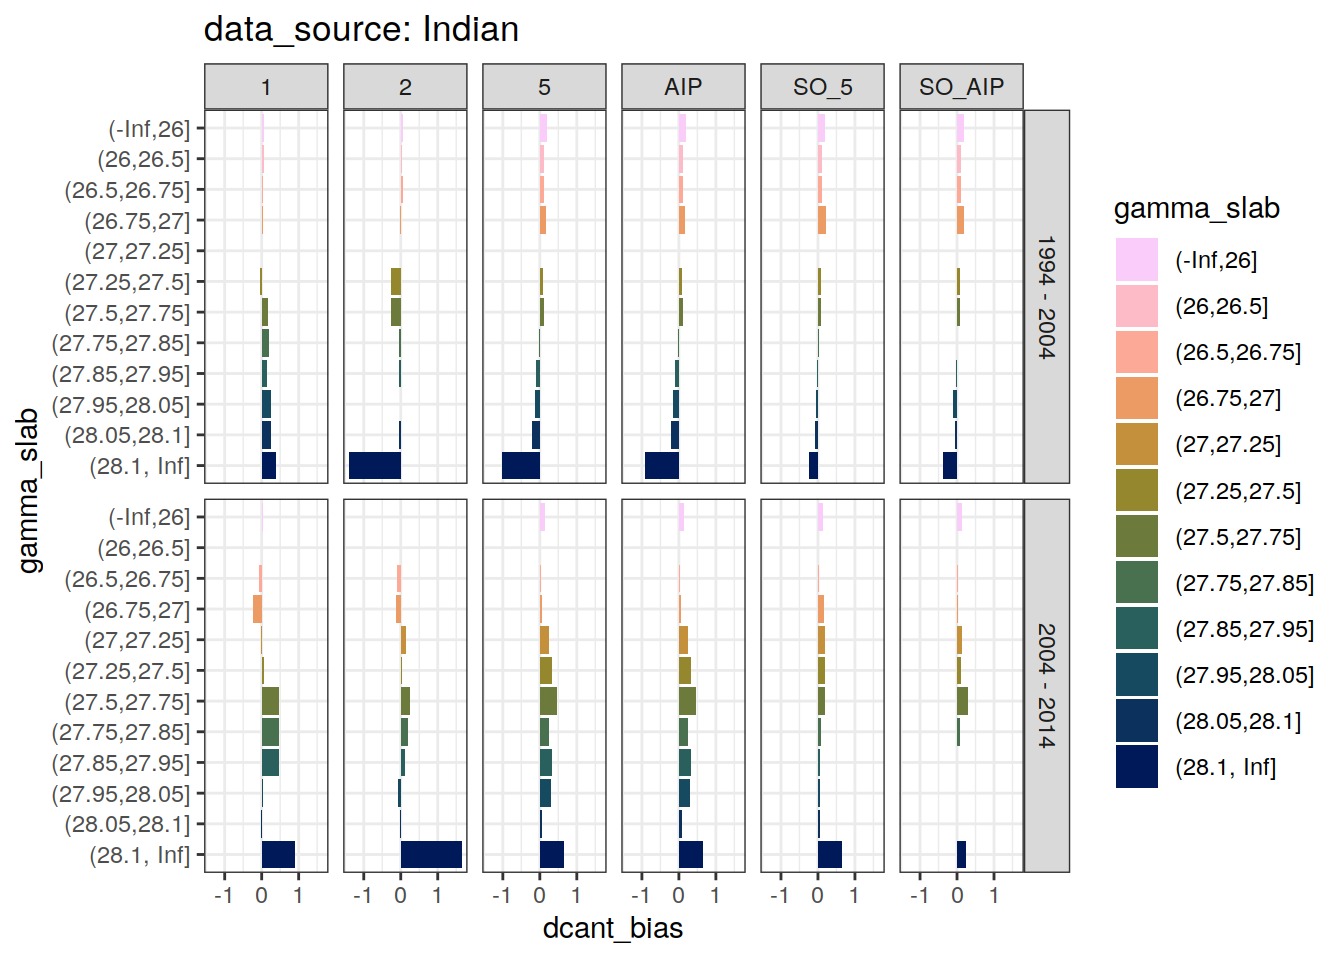 data_source: Indian
1 2 5 AIP SO_5 SO_AIP
(-Inf,26]
(26,26.5]
(26.5,26.75]
(26.75,27]
(27,27.25]
(27.25,27.5]
(27.5,27.75]
(27.75,27.85]
(27.85,27.95]
(27.95,28.05]
(28.05,28.1]
(28.1, Inf]
1994 - 2004
(-Inf,26]
(26,26.5]
(26.5,26.75]
(26.75,27]
(27,27.25]
(27.25,27.5]
(27.5,27.75]
(27.75,27.85]
(27.85,27.95]
(27.95,28.05]
(28.05,28.1]
(28.1, Inf]
2004 - 2014
gamma_slab
-1 0 1 -1 0 1 -1 0 1 -1 0 1 -1 0 1 -1 0 1
dcant_bias
gamma_slab
(-Inf,26]
(26,26.5]
(26.5,26.75]
(26.75,27]
(27,27.25]
(27.25,27.5]
(27.5,27.75]
(27.75,27.85]
(27.85,27.95]
(27.95,28.05]
(28.05,28.1]
(28.1, Inf]